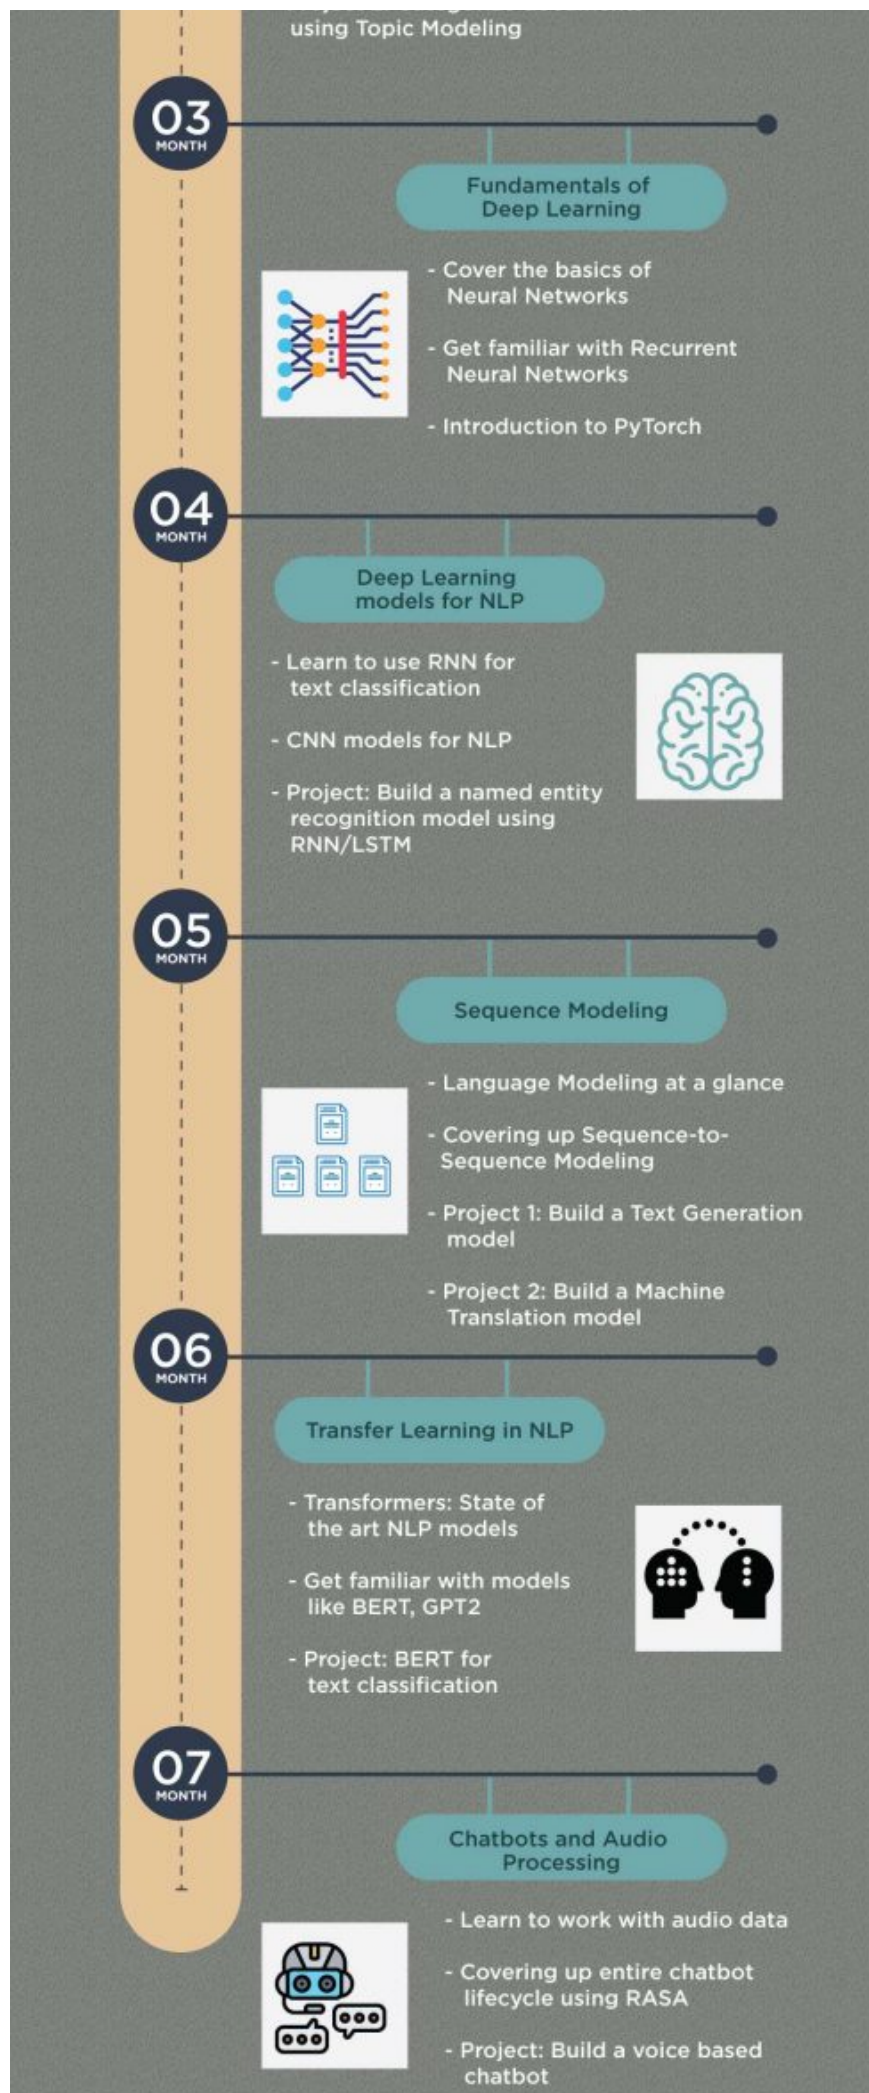 using Topic Modeling
03
MONTH
Fundamentals of
Deep Learning
- Cover the basics of
Neural Networks
- Get familiar with Recurrent
Neural Networks
- Introduction to PyTorch
04
MONTH
Deep Learning
models for NLP
- Learn to use RNN for
text classification
- CNN models for NLP
- Project: Build a named entity
recognition model using
RNN/LSTM
05
MONTH
Sequence Modeling
- Language Modeling at a glance
- Covering up Sequence-to-
Sequence Modeling
- Project 1: Build a Text Generation
model
- Project 2: Build a Machine
Translation model
06
MONTH
Transfer Learning in NLP
- Transformers: State of
the art NLP models
- Get familiar with models
like BERT, GPT2
- Project: BERT for
text classification
07
MONTH
Chatbots and Audio
Processing
- Learn to work with audio data
- Covering up entire chatbot
lifecycle using RASA
- Project: Build a voice based
chatbot